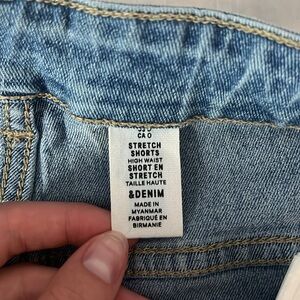 CA 0
STRETCH
SHORTS
HIGH WAIST
SHORT EN
STRETCH
TAILLE HAUTE
&DENIM
MADE IN
MYANMAR
FABRIQUÉ EN
BIRMANIE